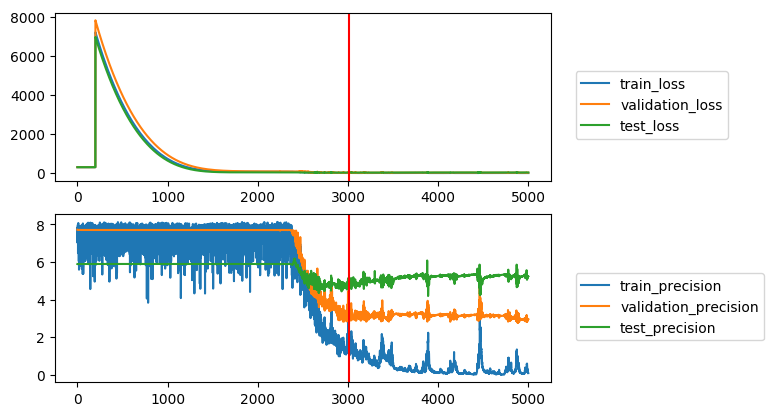 8000
6000
4000
2000
0
0 1000 2000 3000 4000 5000
train_loss
validation_loss
test_loss
8
6
4
2
0
0 1000 2000 3000 4000 5000
train_precision
validation_precision
test_precision